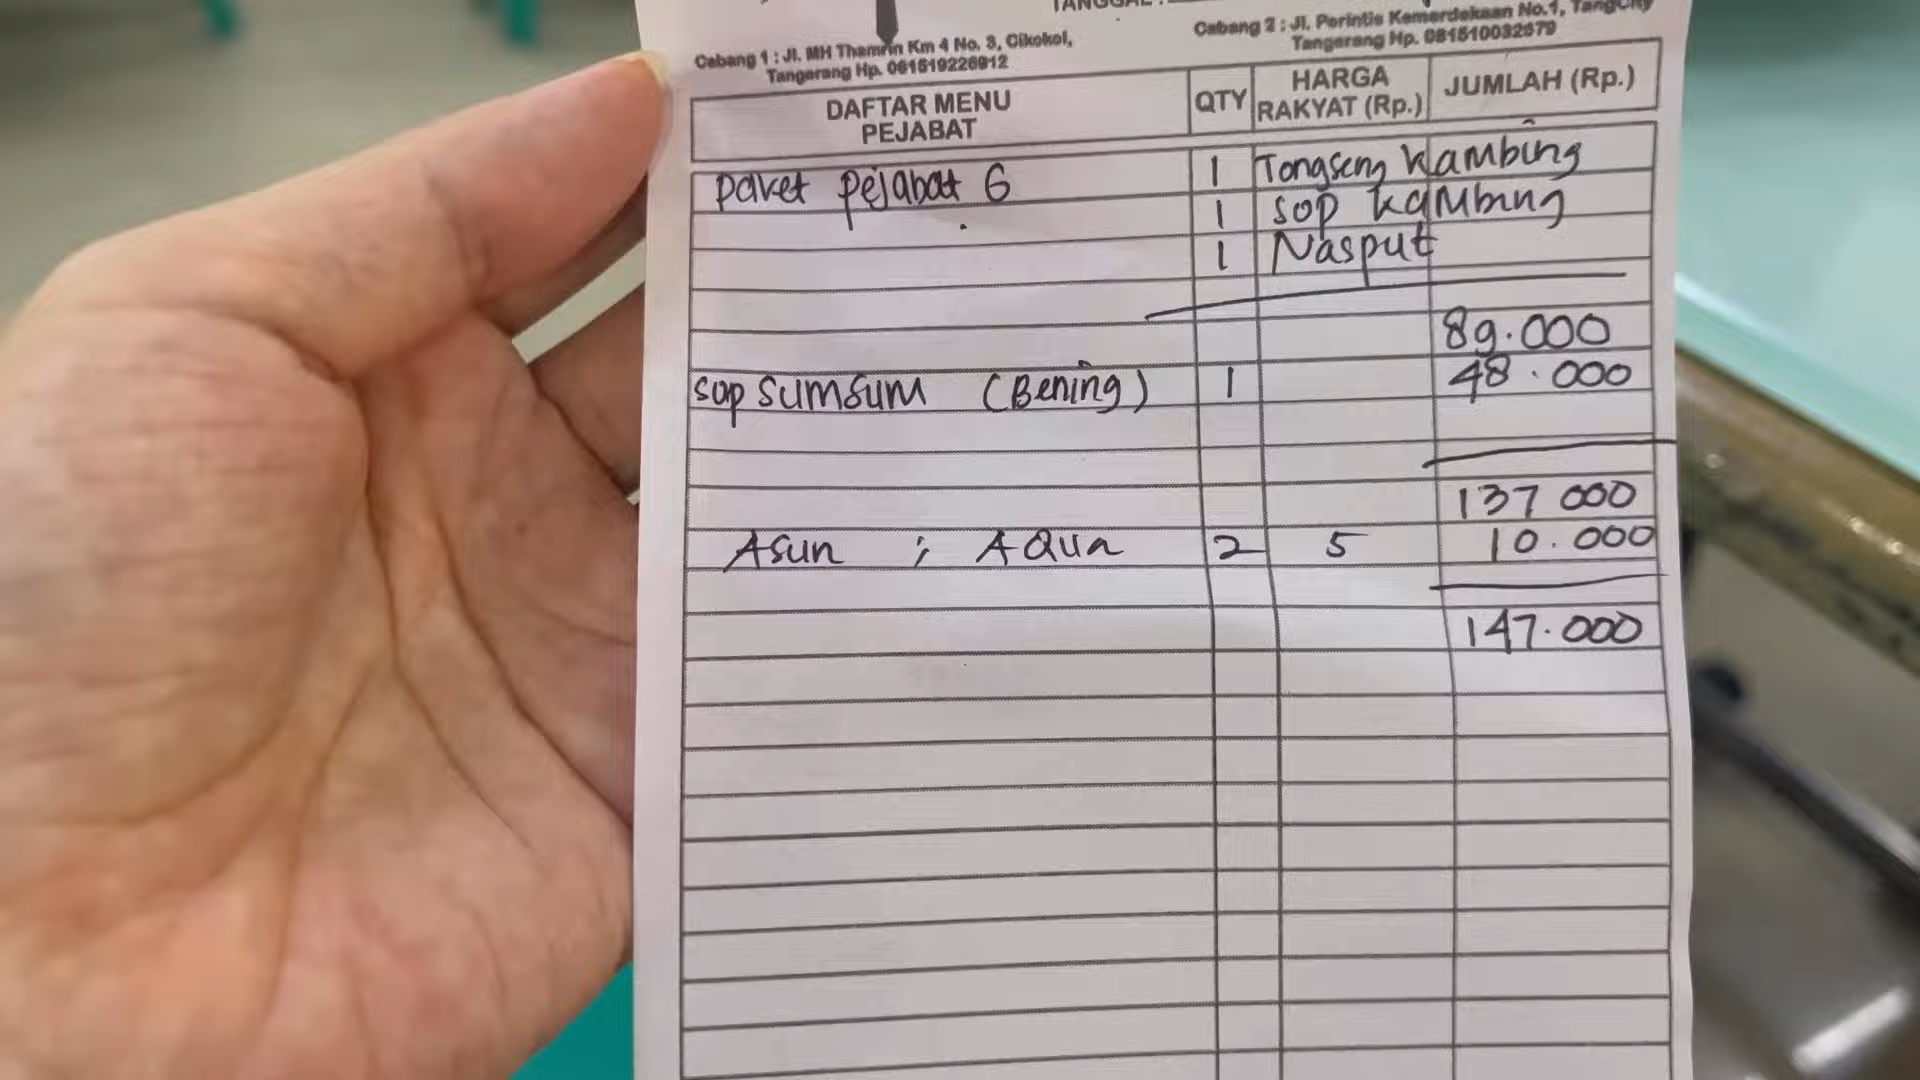 TANGGAL :
Cabang 1 : Jl. MH Thamrin Km 4 No. 3, Cikokol,
Tangerang Hp. 081519226912
Cabang 2 : Jl. Perintis Kemerdekaan No.1, TangCity
Tangerang Hp. 081510032679
DAFTAR MENU PEJABAT QTY HARGA RAKYAT (Rp.) JUMLAH (Rp.)
paket pejabat 6 1 Tongseng kambing
1 sop kambing
1 Nasput
89.000
sop sumsum (Bening) 1 48.000
137 000
Asun ; AQUA 2 5 10.000
147.000